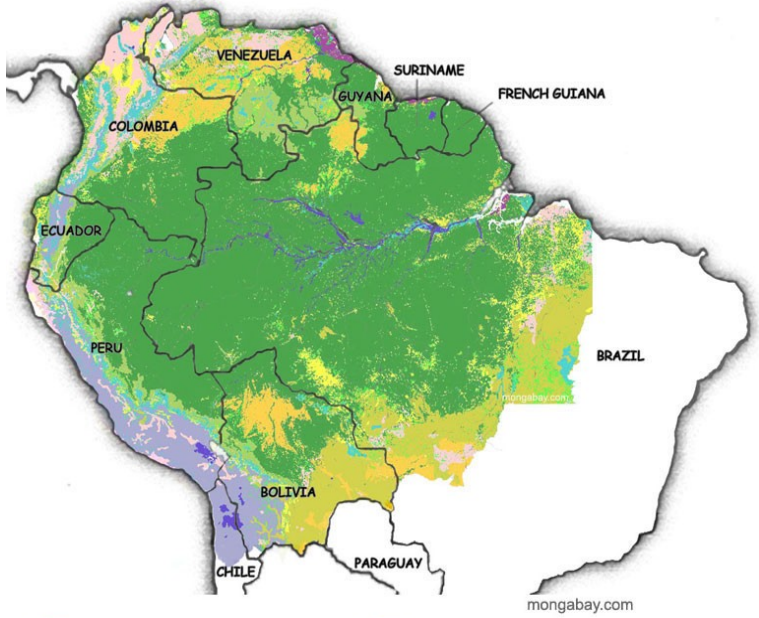 VENEZUELA
SURINAME
GUYANA
FRENCH GUIANA
COLOMBIA
ECUADOR
PERU
BRAZIL
mongabay.com
BOLIVIA
PARAGUAY
CHILE
mongabay.com